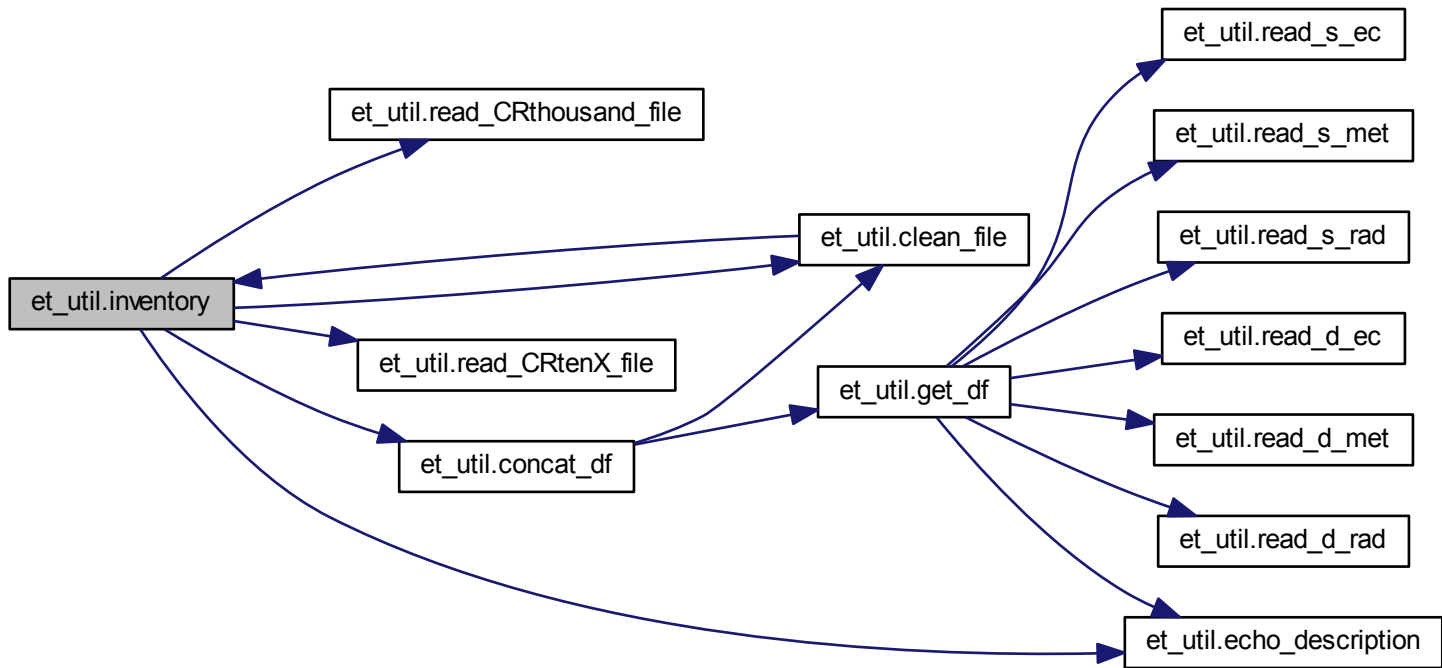 et_util.read_s_ec
et_util.read_CRthousand_file
et_util.read_s_met
et_util.clean_file
et_util.read_s_rad
et_util.inventory
et_util.read_d_ec
et_util.read_CRtenX_file
et_util.get_df
et_util.read_d_met
et_util.concat_df
et_util.read_d_rad
et_util.echo_description